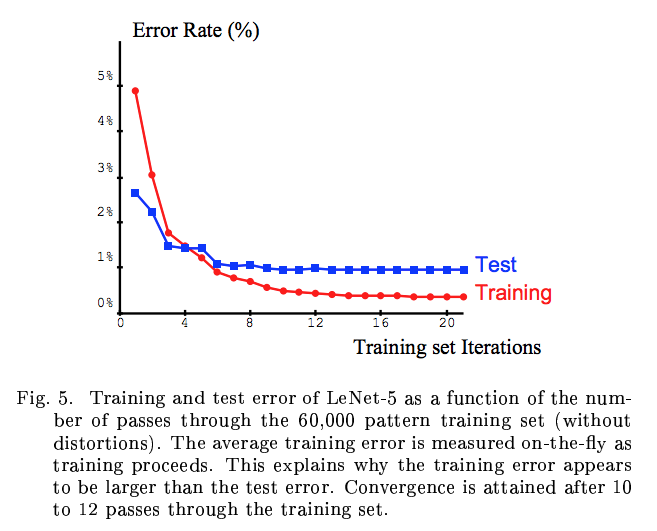 Error Rate (%)
5%
4%
3%
2%
1%
0%
0 4 8 12 16 20
Test
Training
Training set Iterations
Fig. 5. Training and test error of LeNet-5 as a function of the num-
ber of passes through the 60,000 pattern training set (without
distortions). The average training error is measured on-the-fly as
training proceeds. This explains why the training error appears
to be larger than the test error. Convergence is attained after 10
to 12 passes through the training set.